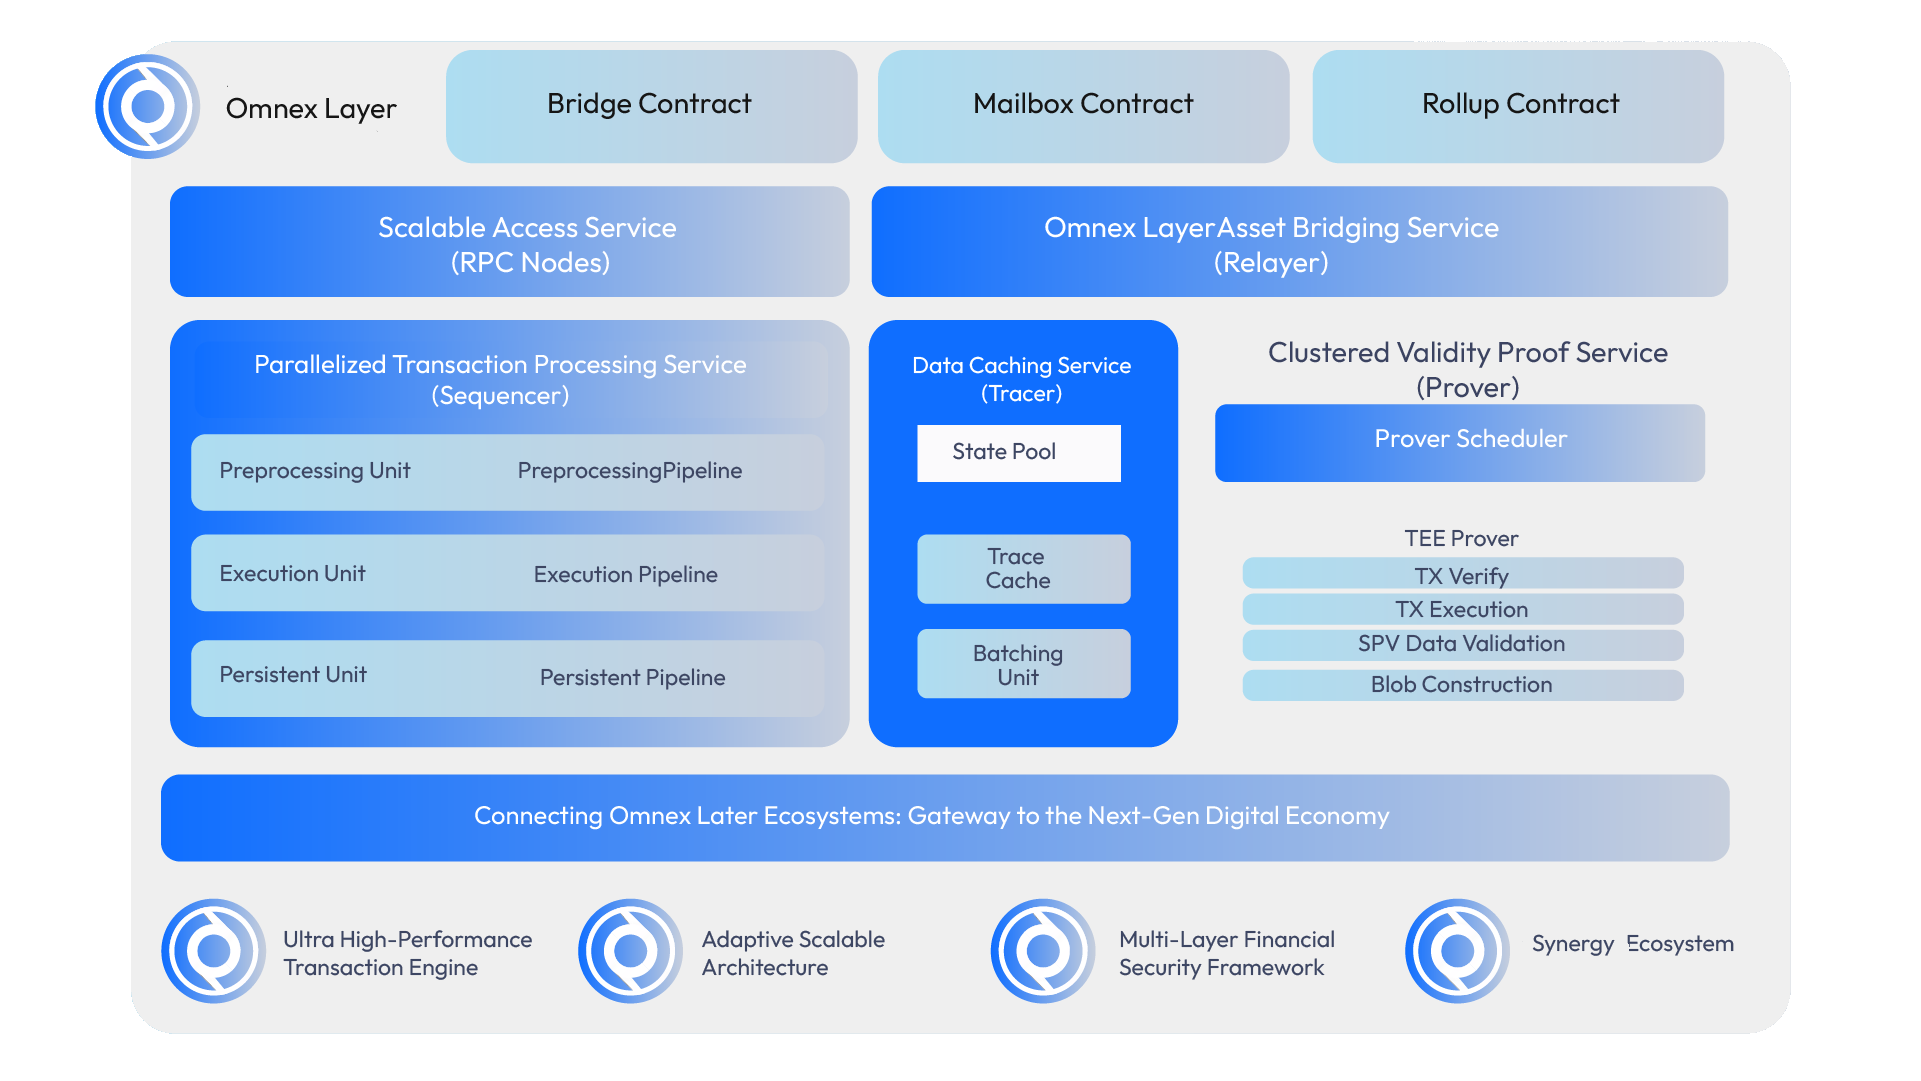 Omnex Layer
Bridge Contract
Mailbox Contract
Rollup Contract
Scalable Access Service
(RPC Nodes)
Omnex LayerAsset Bridging Service
(Relayer)
Parallelized Transaction Processing Service
(Sequencer)
Preprocessing Unit
PreprocessingPipeline
Execution Unit
Execution Pipeline
Persistent Unit
Persistent Pipeline
Data Caching Service
(Tracer)
State Pool
Trace
Cache
Batching
Unit
Clustered Validity Proof Service
(Prover)
Prover Scheduler
TEE Prover
TX Verify
TX Execution
SPV Data Validation
Blob Construction
Connecting Omnex Later Ecosystems: Gateway to the Next-Gen Digital Economy
Ultra High-Performance
Transaction Engine
Adaptive Scalable
Architecture
Multi-Layer Financial
Security Framework
Synergy Ecosystem